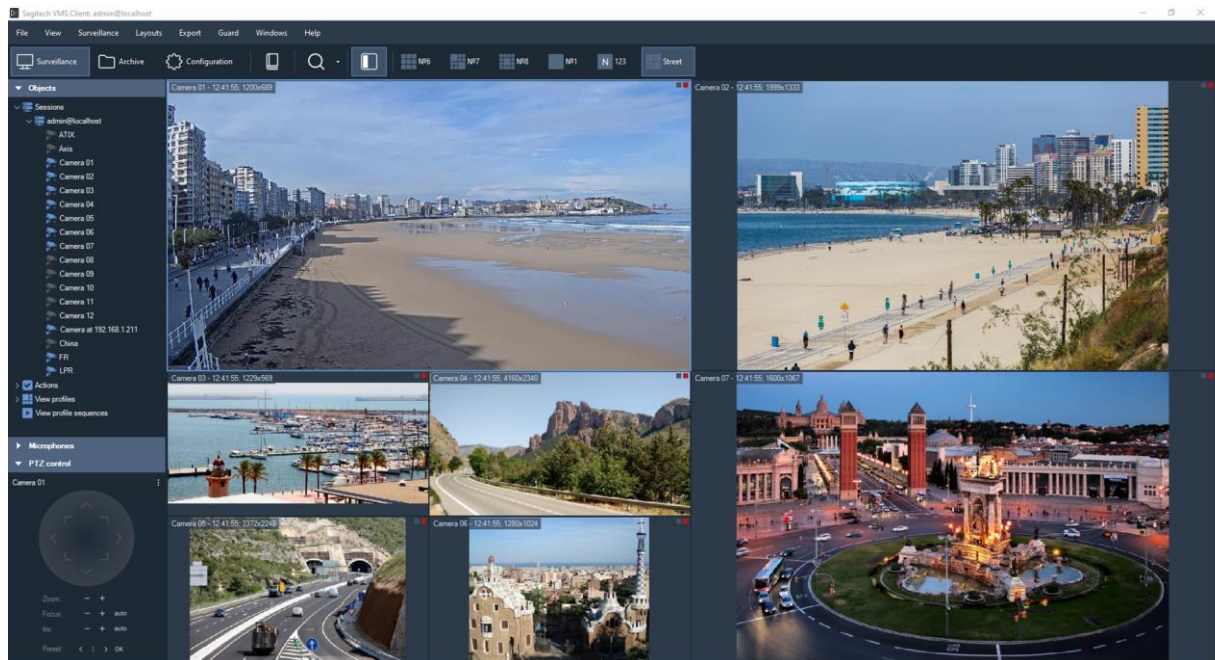 Sagitech VMS Client: admin@localhost
File View Surveillance Layouts Export Guard Windows Help
Surveillance Archive Configuration №6 №7 №8 №1 N 123 Street
Objects
Sessions
admin@localhost
ATIX
Axis
Camera 01
Camera 02
Camera 03
Camera 04
Camera 05
Camera 06
Camera 07
Camera 08
Camera 09
Camera 10
Camera 11
Camera 12
Camera at 192.168.1.211
China
FR
LPR
Actions
View profiles
View profile sequences
Microphones
PTZ control
Camera 01
Zoom: − +
Focus: − + auto
Iris: − + auto
Preset: < 1 > OK
Camera 01 - 12:41:55; 1200x689
Camera 02 - 12:41:55; 1999x1333
Camera 03 - 12:41:55; 1229x569
Camera 04 - 12:41:55; 4160x2340
Camera 07 - 12:41:55; 1600x1067
Camera 05 - 12:41:55; 3372x2248
Camera 06 - 12:41:55; 1280x1024